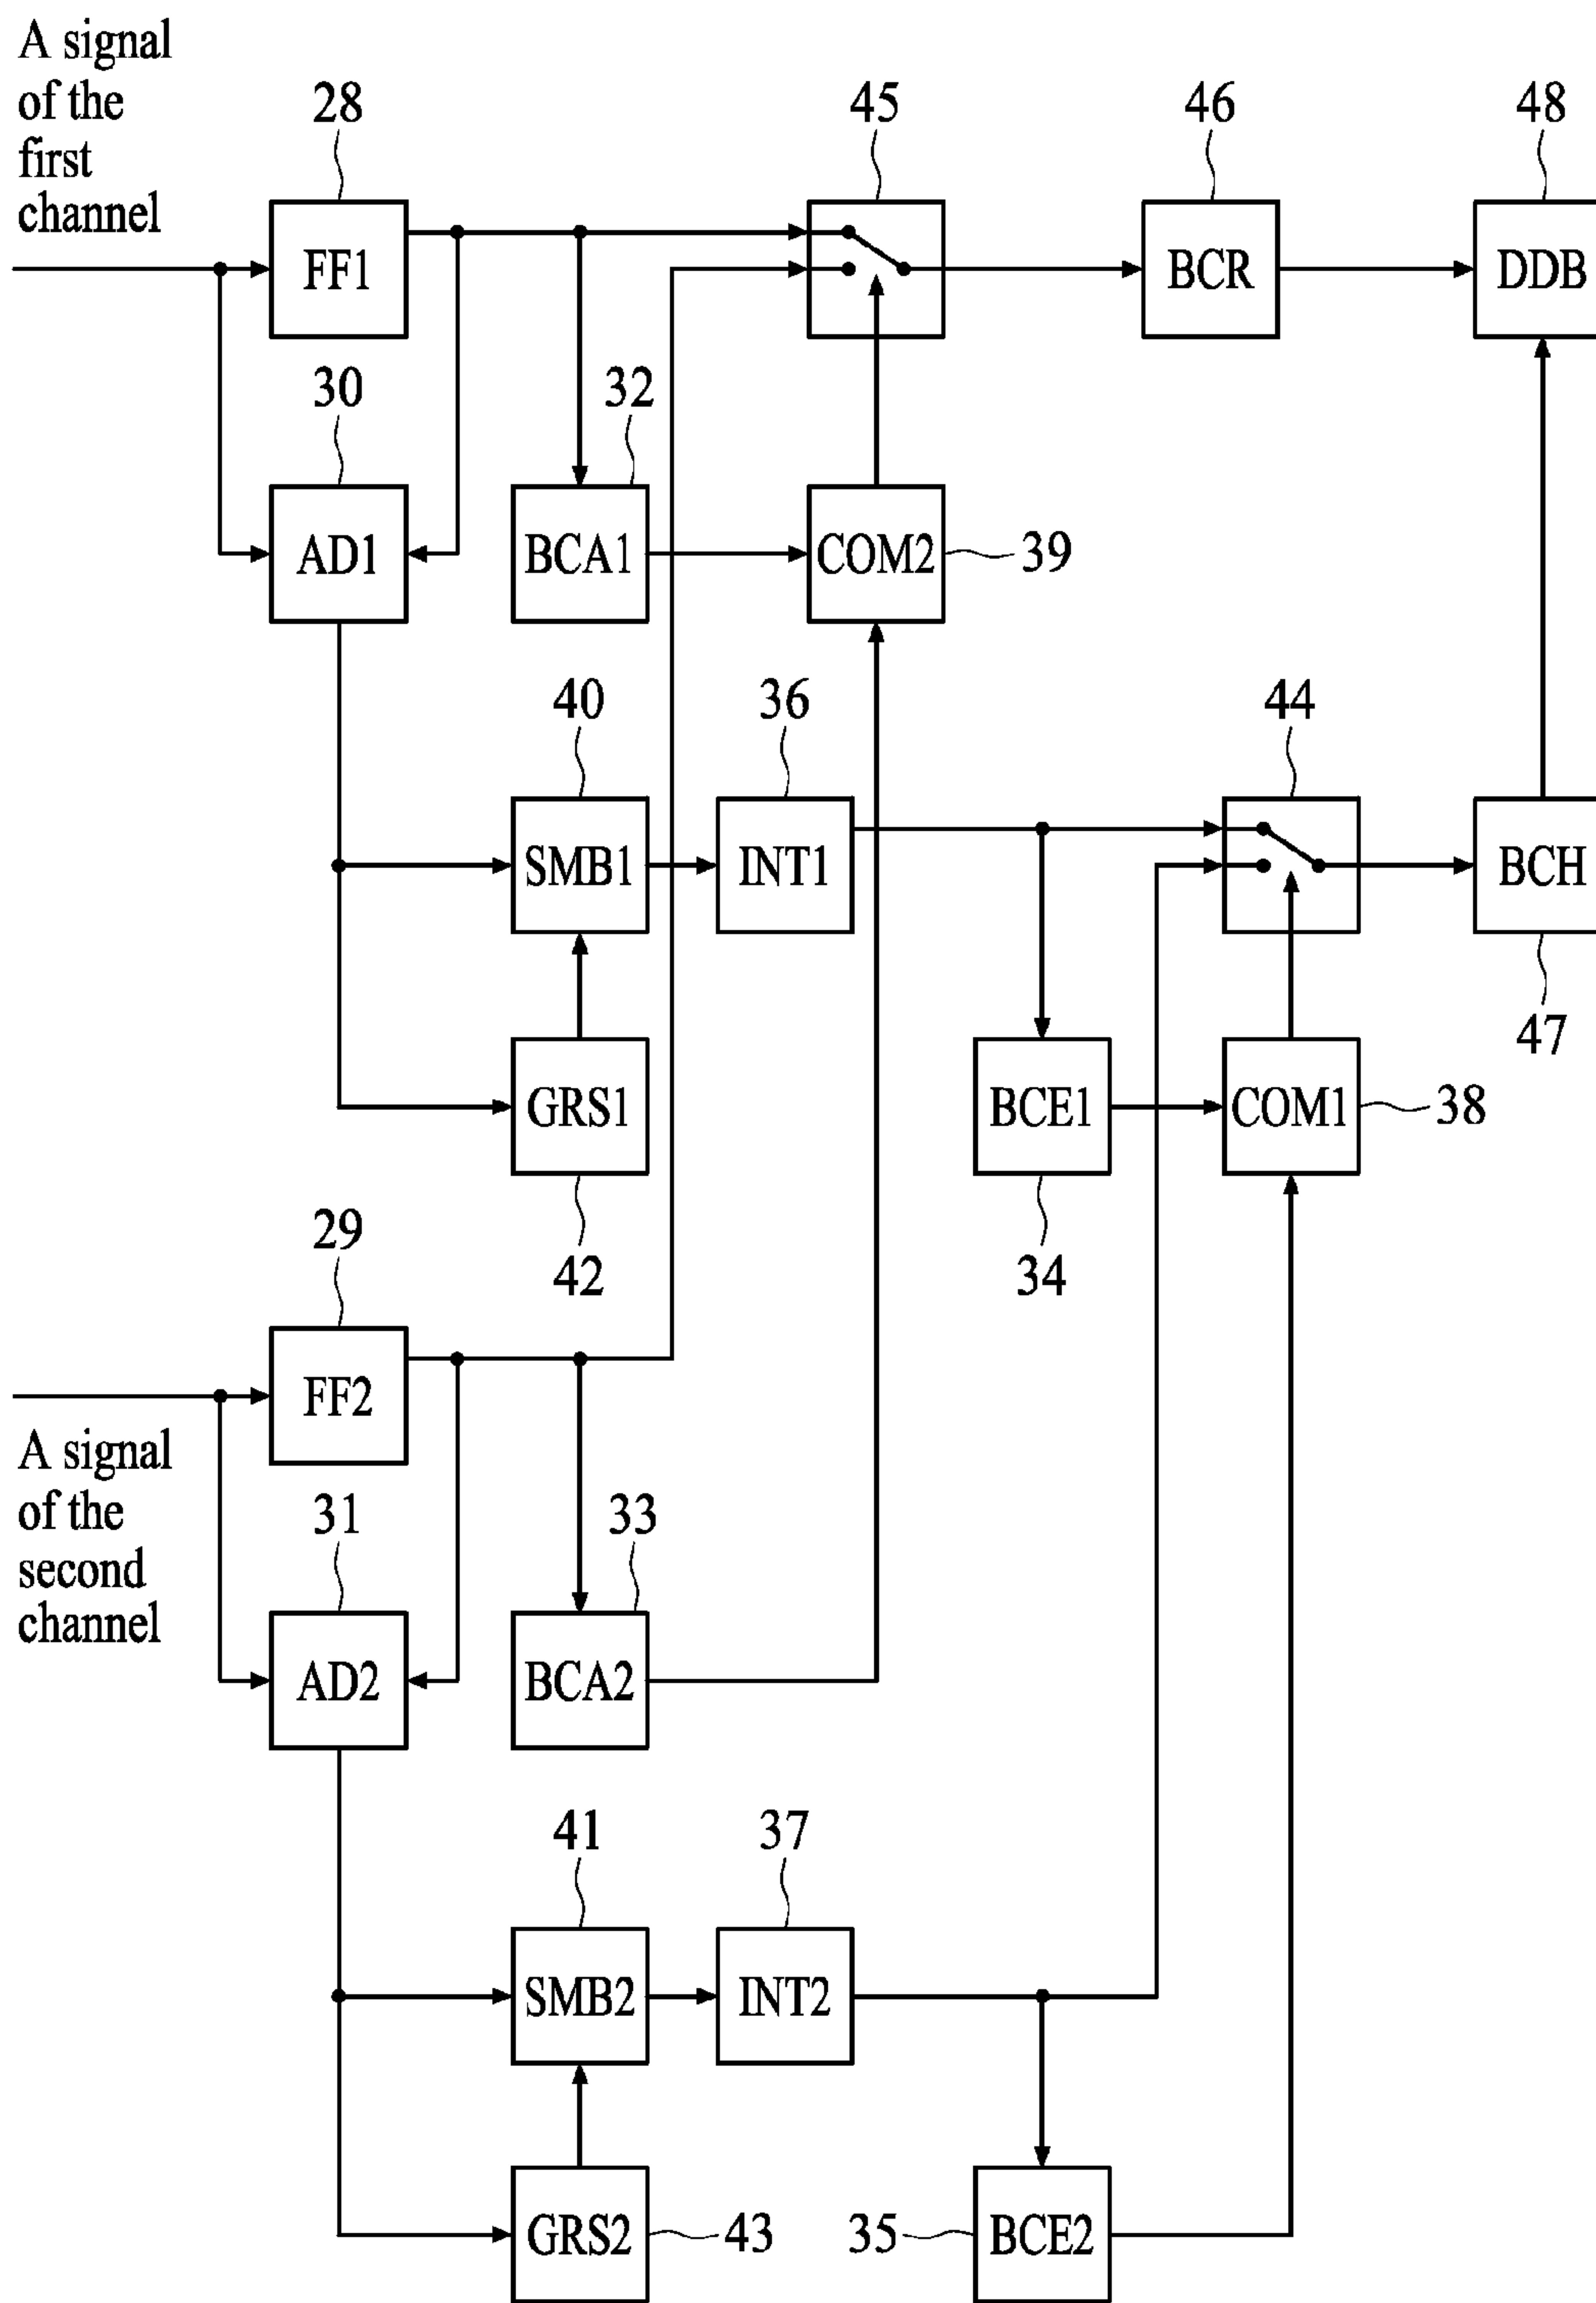 A signal
of the
first
channel
28
45
46
48
FF1
BCR
DDB
30
32
AD1
BCA1
COM2
39
40
36
44
SMB1
INT1
BCH
47
GRS1
BCE1
COM1
38
42
34
29
FF2
A signal
of the
second
channel
31
33
AD2
BCA2
41
37
SMB2
INT2
GRS2
43
35
BCE2